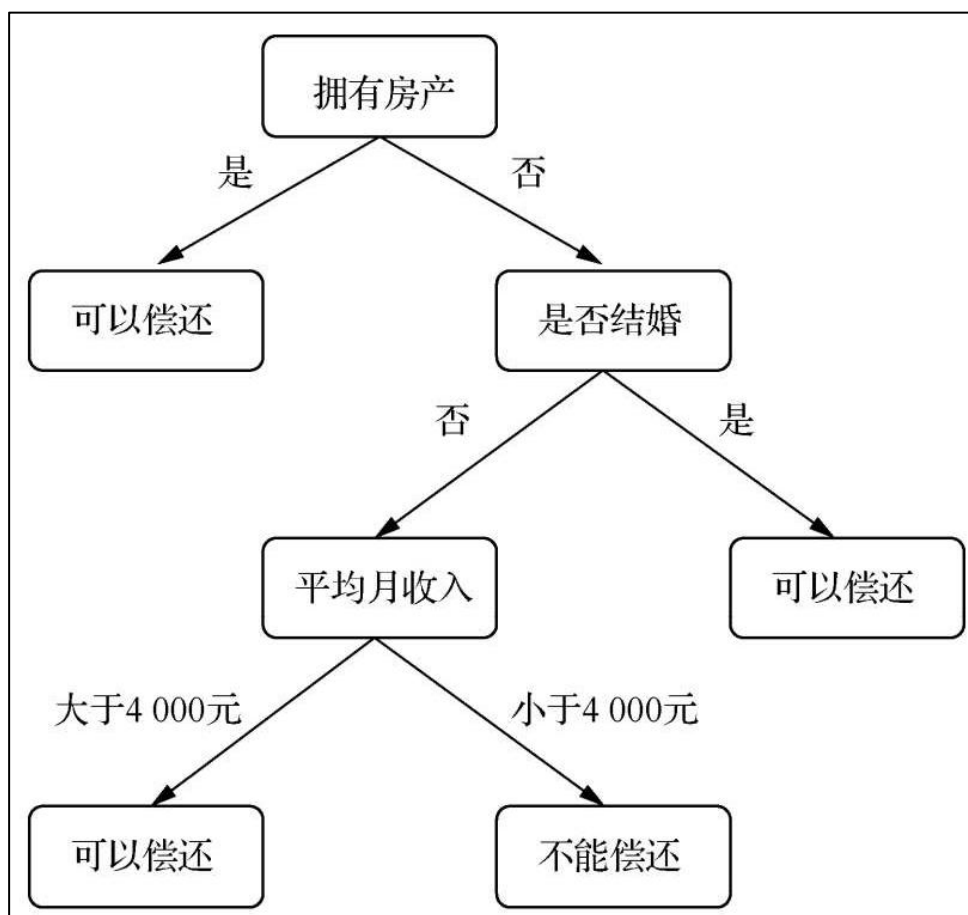 拥有房产
是
否
可以偿还
是否结婚
否
是
平均月收入
可以偿还
大于4 000元
小于4 000元
可以偿还
不能偿还